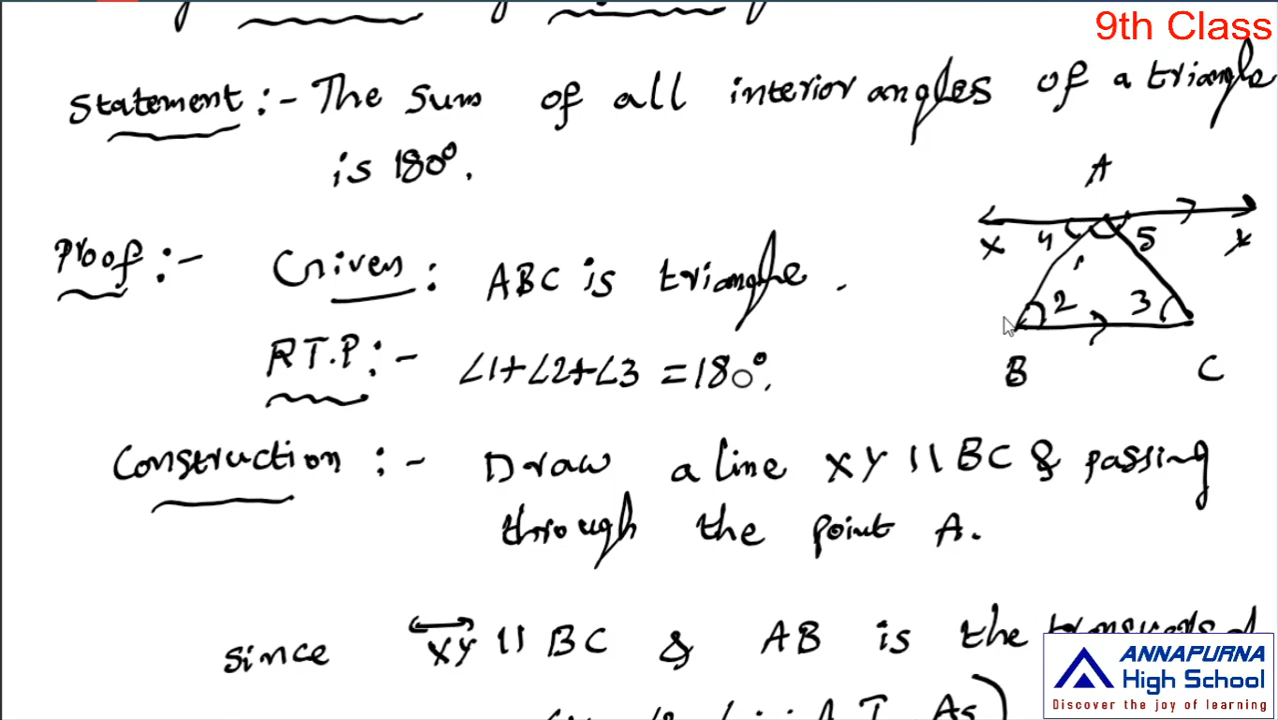 9th Class
Statement :- The sum of all interior angles of a triangle
is 180°.
A
X 4 5
1
2 3
B C
Proof :- Given : ABC is triangle.
R.T.P :- ∠1+∠2+∠3 = 180°.
Construction :- Draw a line XY || BC & passing
through the point A.
since XY || BC & AB is the
ANNAPURNA
High School
Discover the joy of learning